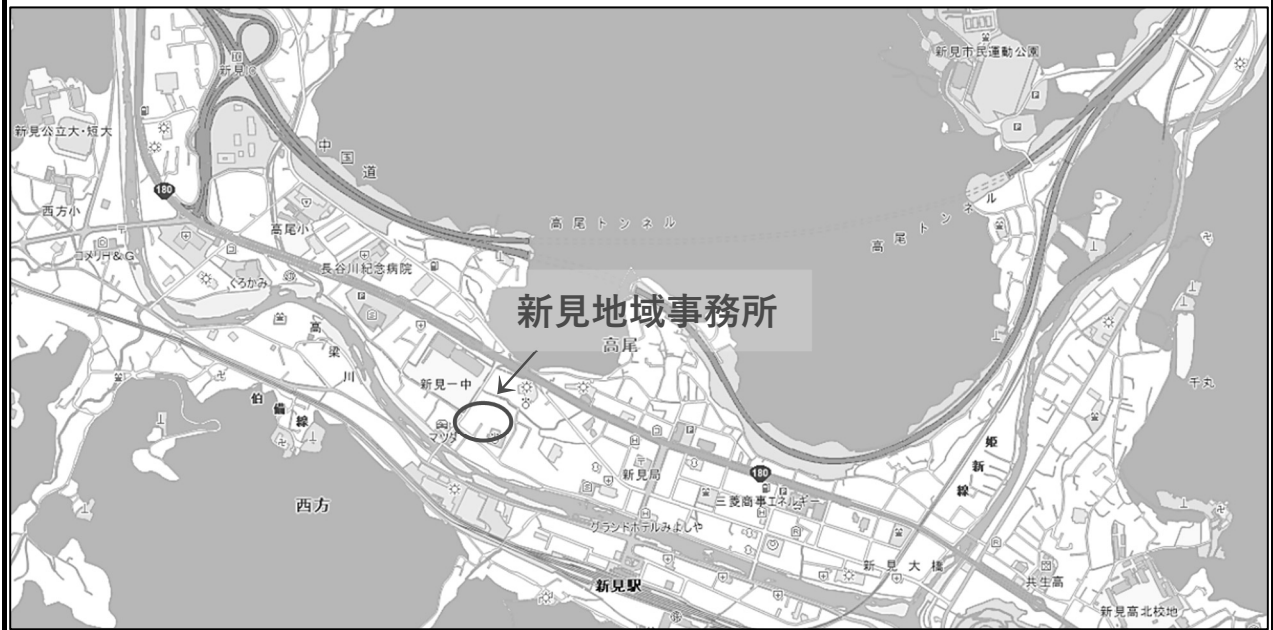 新見IC
新見市民運動公園
新見公立大・短大
中国道
180
西方小
高尾小
高尾トンネル
高尾トンネル
コメリH&G
長谷川紀念病院
くろかみ
新見地域事務所
高尾
高梁川
新見一中
千丸
伯備線
マツダ
姫新線
新見局
180
三菱商事エネルギー
西方
グランドホテルみよしや
新見大橋
新見駅
共生高
新見高北校地